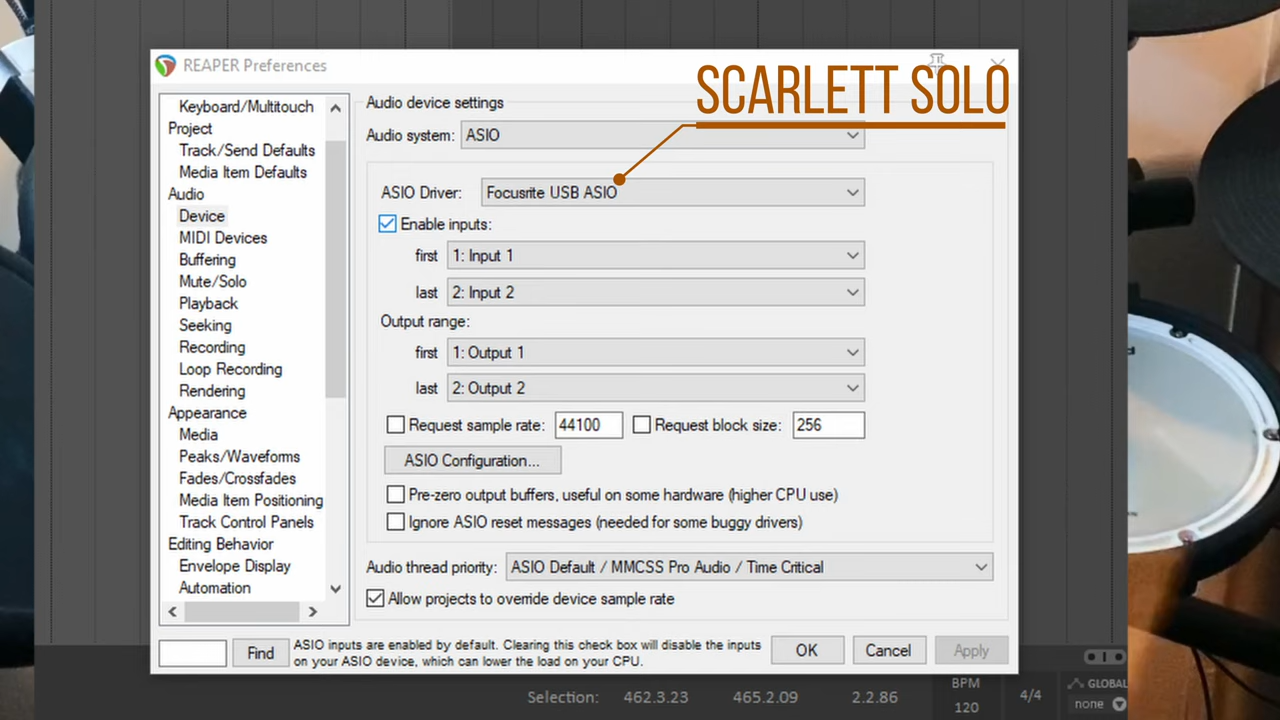 REAPER Preferences
SCARLETT SOLO
Keyboard/Multitouch
Project
Track/Send Defaults
Media Item Defaults
Audio
Device
MIDI Devices
Buffering
Mute/Solo
Playback
Seeking
Recording
Loop Recording
Rendering
Appearance
Media
Peaks/Waveforms
Fades/Crossfades
Media Item Positioning
Track Control Panels
Editing Behavior
Envelope Display
Automation
Find
Audio device settings
Audio system: ASIO
ASIO Driver: Focusrite USB ASIO
Enable inputs:
first 1: Input 1
last 2: Input 2
Output range:
first 1: Output 1
last 2: Output 2
Request sample rate: 44100 Request block size: 256
ASIO Configuration...
Pre-zero output buffers, useful on some hardware (higher CPU use)
Ignore ASIO reset messages (needed for some buggy drivers)
Audio thread priority: ASIO Default / MMCSS Pro Audio / Time Critical
Allow projects to override device sample rate
ASIO inputs are enabled by default. Clearing this check box will disable the inputs
on your ASIO device, which can lower the load on your CPU.
OK Cancel Apply
Selection: 462.3.23 465.2.09 2.2.86
BPM
120
4/4
GLOBAL
none